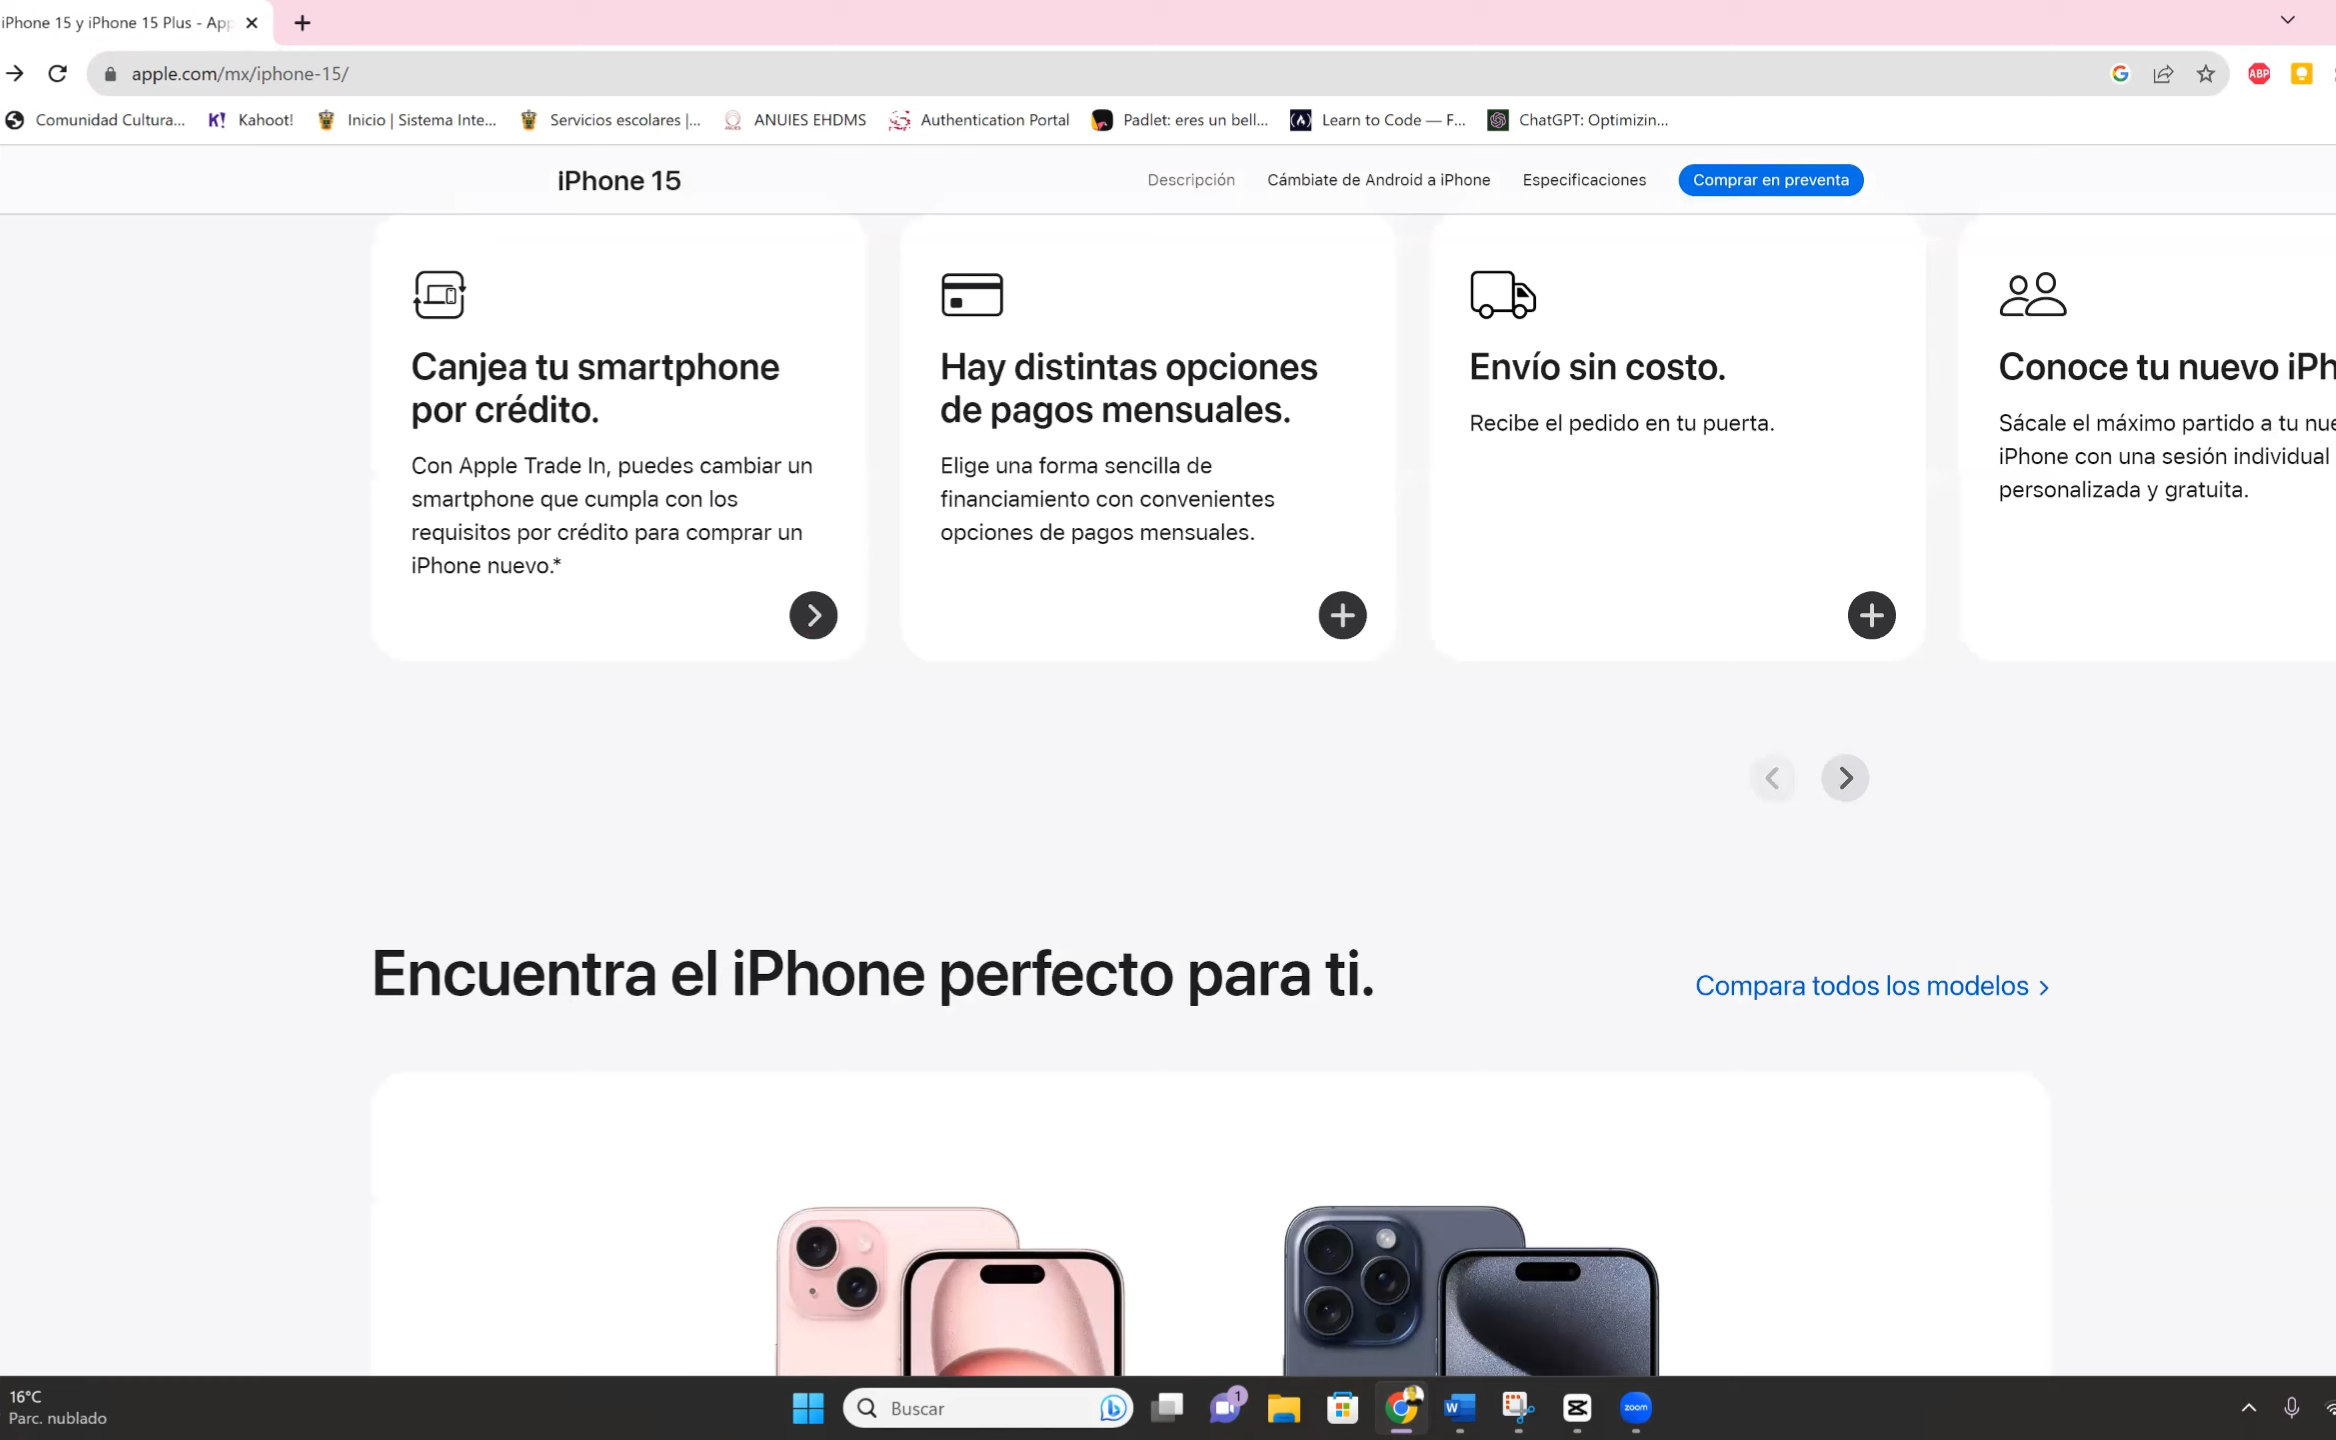 iPhone 15 y iPhone 15 Plus - App
apple.com/mx/iphone-15/
ABP
Comunidad Cultura...
K! Kahoot!
Inicio | Sistema Inte...
Servicios escolares |...
ANUIES EHDMS
Authentication Portal
Padlet: eres un bell...
Learn to Code — F...
ChatGPT: Optimizin...
iPhone 15
Descripción
Cámbiate de Android a iPhone
Especificaciones
Comprar en preventa
Canjea tu smartphone
por crédito.
Con Apple Trade In, puedes cambiar un
smartphone que cumpla con los
requisitos por crédito para comprar un
iPhone nuevo.*
Hay distintas opciones
de pagos mensuales.
Elige una forma sencilla de
financiamiento con convenientes
opciones de pagos mensuales.
Envío sin costo.
Recibe el pedido en tu puerta.
Conoce tu nuevo iPh
Sácale el máximo partido a tu nue
iPhone con una sesión individual
personalizada y gratuita.
Encuentra el iPhone perfecto para ti.
Compara todos los modelos
16°C
Parc. nublado
Buscar
1
W
zoom